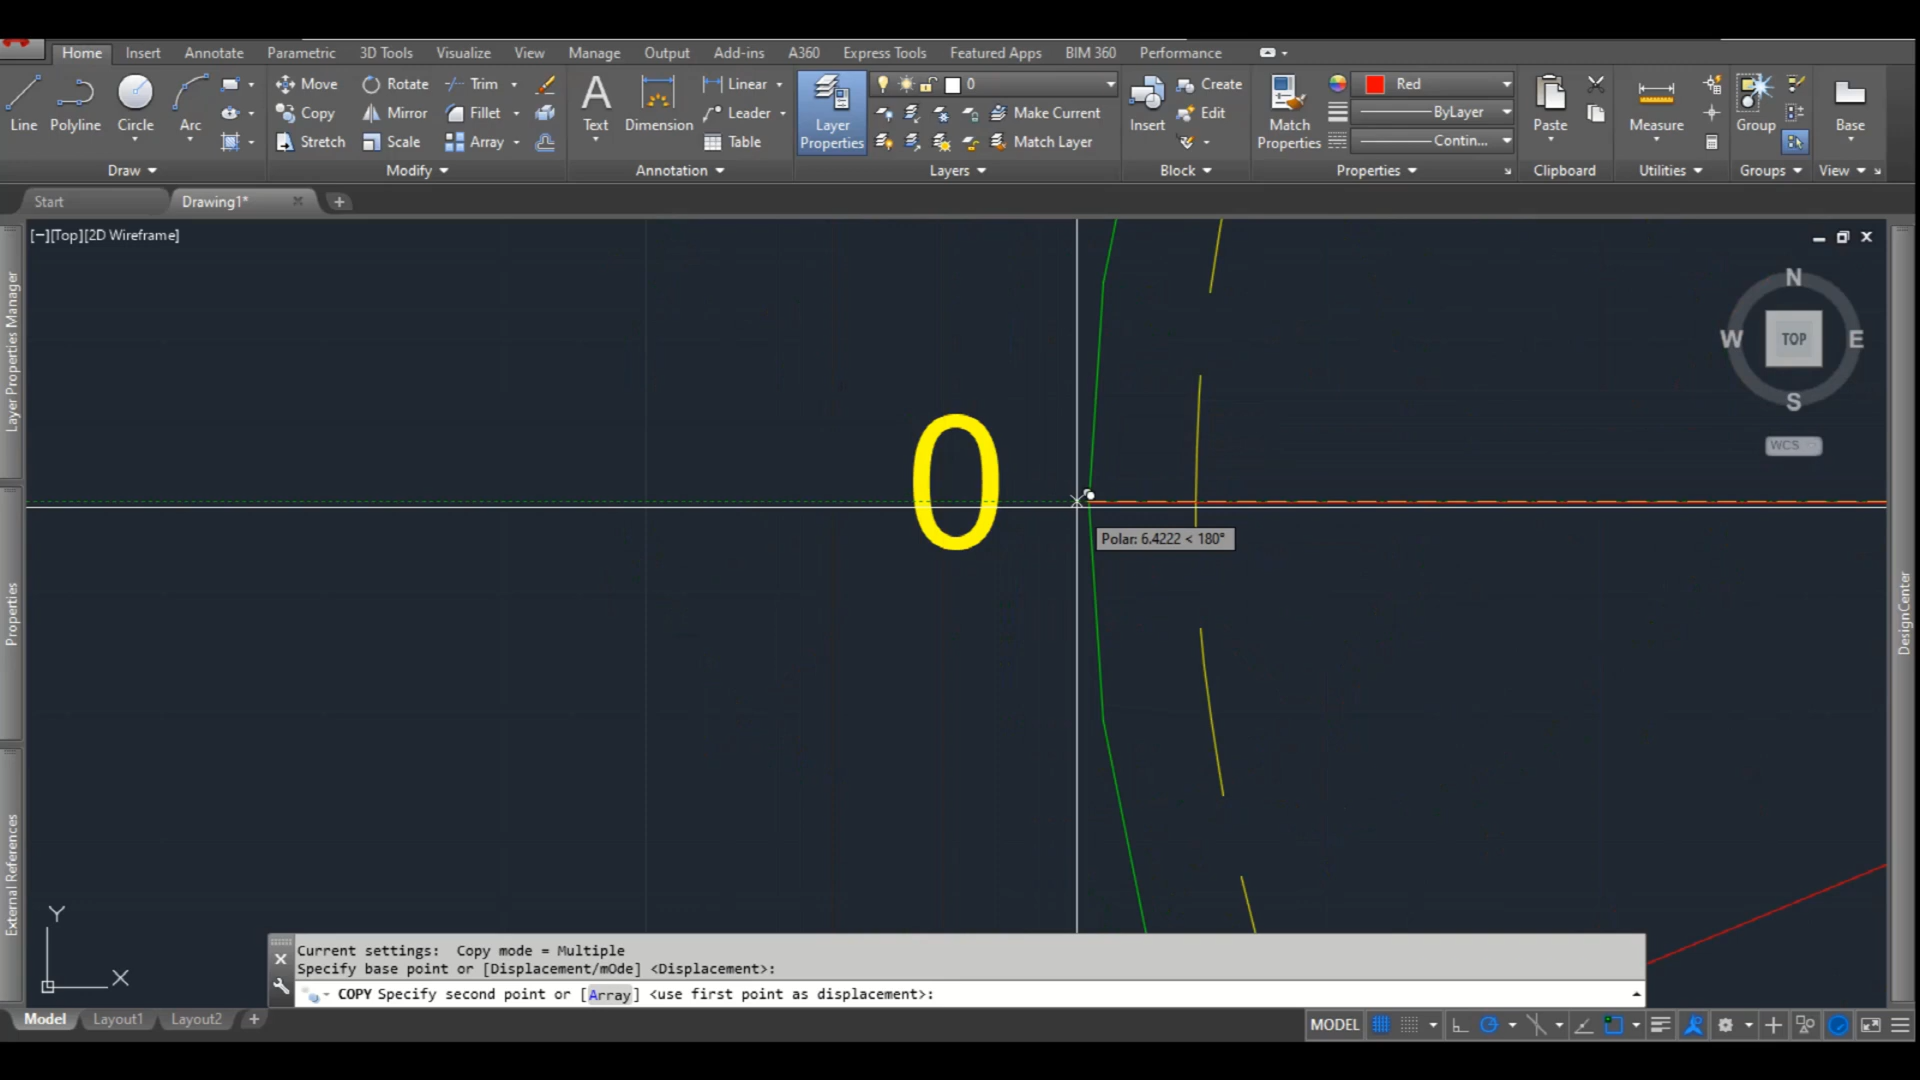 Home Insert Annotate Parametric 3D Tools Visualize View Manage Output Add-ins A360 Express Tools Featured Apps BIM 360 Performance
Line Polyline Circle Arc
Move Rotate Trim
Copy Mirror Fillet
Stretch Scale Array
Text Dimension
Linear
Leader
Table
Layer Properties
0
Make Current
Match Layer
Insert
Create
Edit
Match Properties
Red
ByLayer
Contin...
Paste
Measure
Group
Base
Draw Modify Annotation Layers Block Properties Clipboard Utilities Groups View
Start Drawing1*
[−][Top][2D Wireframe]
N
W TOP E
S
WCS
Layer Properties Manager
Properties
External References
DesignCenter
0
Polar: 6.4222 < 180°
Y
X
Current settings:  Copy mode = Multiple
Specify base point or [Displacement/mOde] <Displacement>:
COPY Specify second point or [Array] <use first point as displacement>:
Model Layout1 Layout2
MODEL